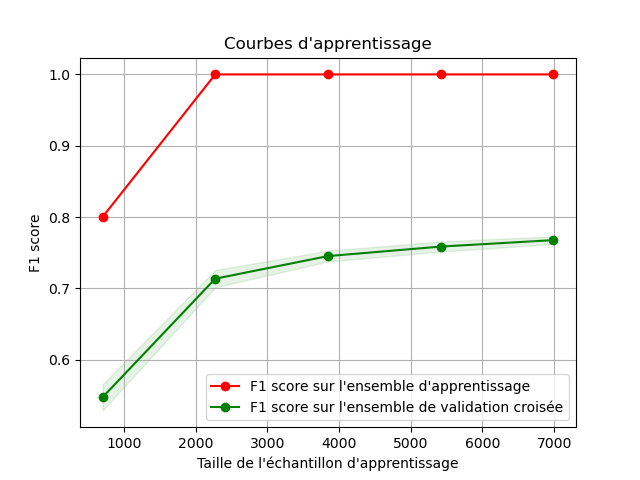 Courbes d'apprentissage
F1 score
1.0
0.9
0.8
0.7
0.6
F1 score sur l'ensemble d'apprentissage
F1 score sur l'ensemble de validation croisée
1000 2000 3000 4000 5000 6000 7000
Taille de l'échantillon d'apprentissage